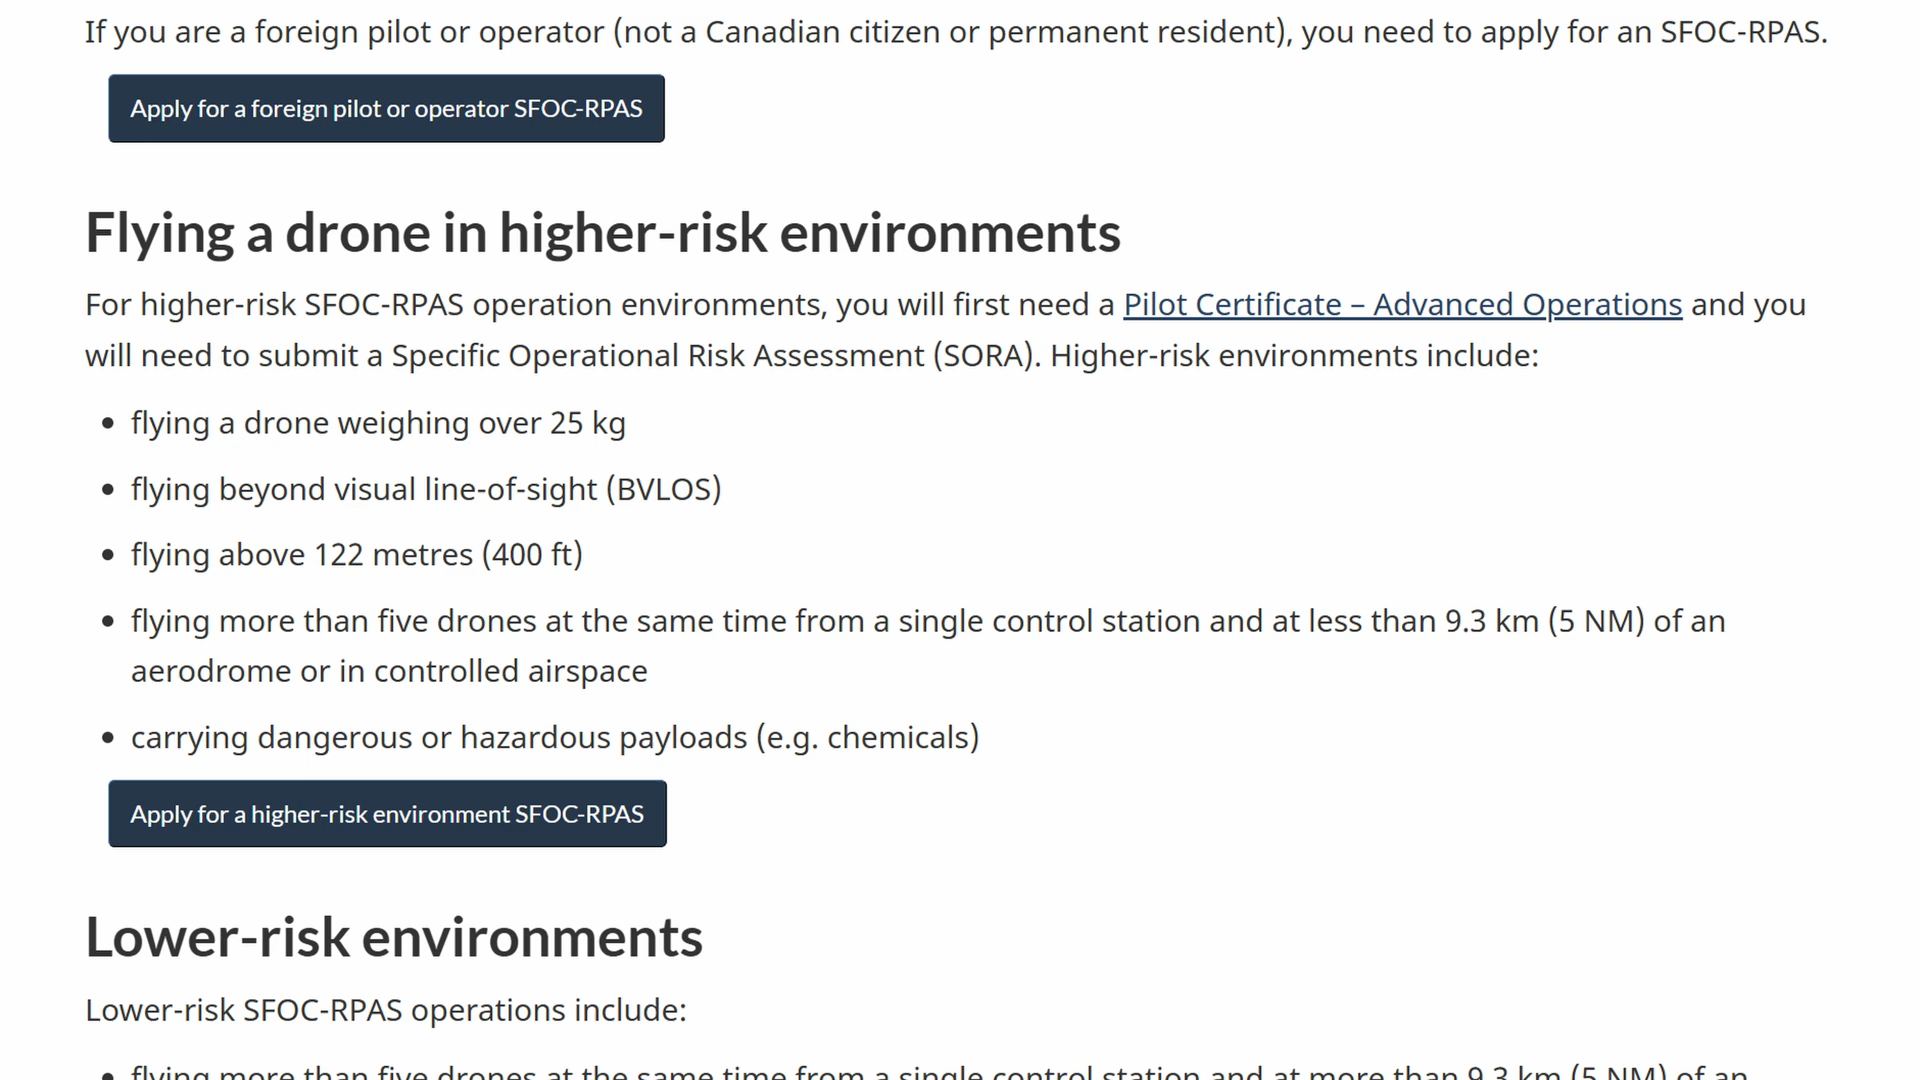 If you are a foreign pilot or operator (not a Canadian citizen or permanent resident), you need to apply for an SFOC-RPAS.
Apply for a foreign pilot or operator SFOC-RPAS
Flying a drone in higher-risk environments
For higher-risk SFOC-RPAS operation environments, you will first need a Pilot Certificate – Advanced Operations and you
will need to submit a Specific Operational Risk Assessment (SORA). Higher-risk environments include:
• flying a drone weighing over 25 kg
• flying beyond visual line-of-sight (BVLOS)
• flying above 122 metres (400 ft)
• flying more than five drones at the same time from a single control station and at less than 9.3 km (5 NM) of an
aerodrome or in controlled airspace
• carrying dangerous or hazardous payloads (e.g. chemicals)
Apply for a higher-risk environment SFOC-RPAS
Lower-risk environments
Lower-risk SFOC-RPAS operations include:
• flying more than five drones at the same time from a single control station and at more than 9.3 km (5 NM) of an